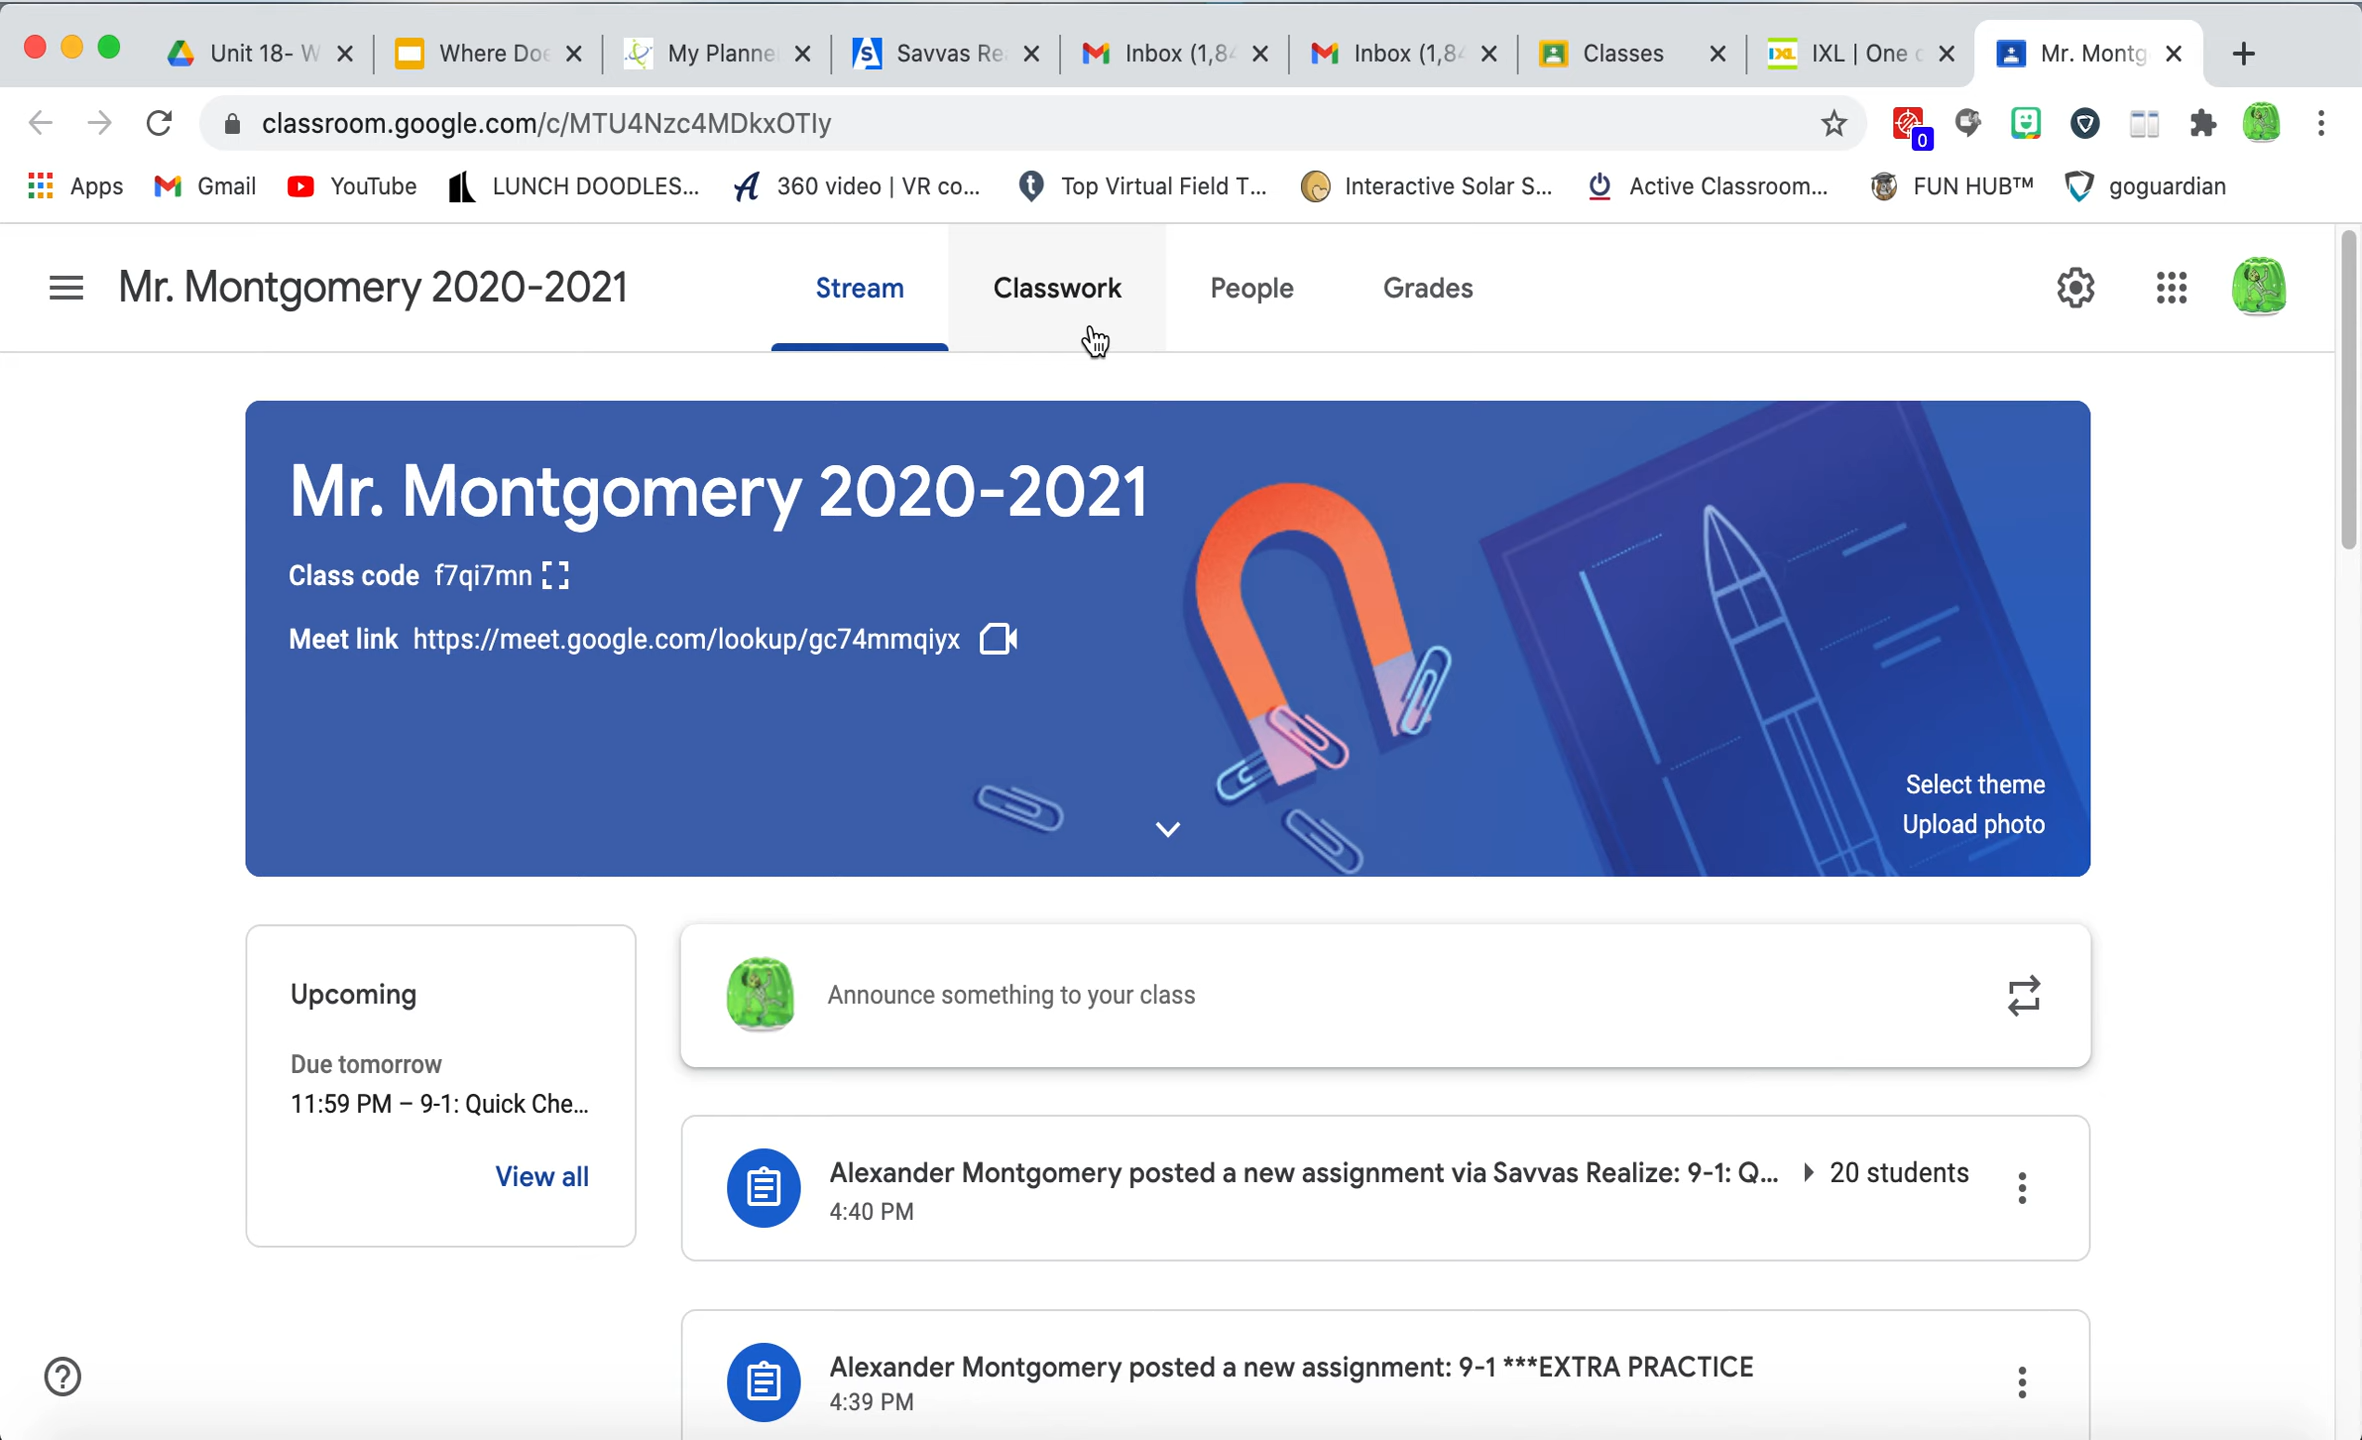 Unit 18- W
Where Doe
My Planne
Savvas Re
Inbox (1,84
Inbox (1,84
Classes
IXL | One o
Mr. Montg
classroom.google.com/c/MTU4Nzc4MDkxOTIy
0
Apps
Gmail
YouTube
LUNCH DOODLES...
360 video | VR co...
Top Virtual Field T...
Interactive Solar S...
Active Classroom...
FUN HUB™
goguardian
Mr. Montgomery 2020-2021
Stream
Classwork
People
Grades
Mr. Montgomery 2020-2021
Class code f7qi7mn
Meet link https://meet.google.com/lookup/gc74mmqiyx
Select theme
Upload photo
Upcoming
Due tomorrow
11:59 PM – 9-1: Quick Che...
View all
Announce something to your class
Alexander Montgomery posted a new assignment via Savvas Realize: 9-1: Q... 20 students
4:40 PM
Alexander Montgomery posted a new assignment: 9-1 ***EXTRA PRACTICE
4:39 PM